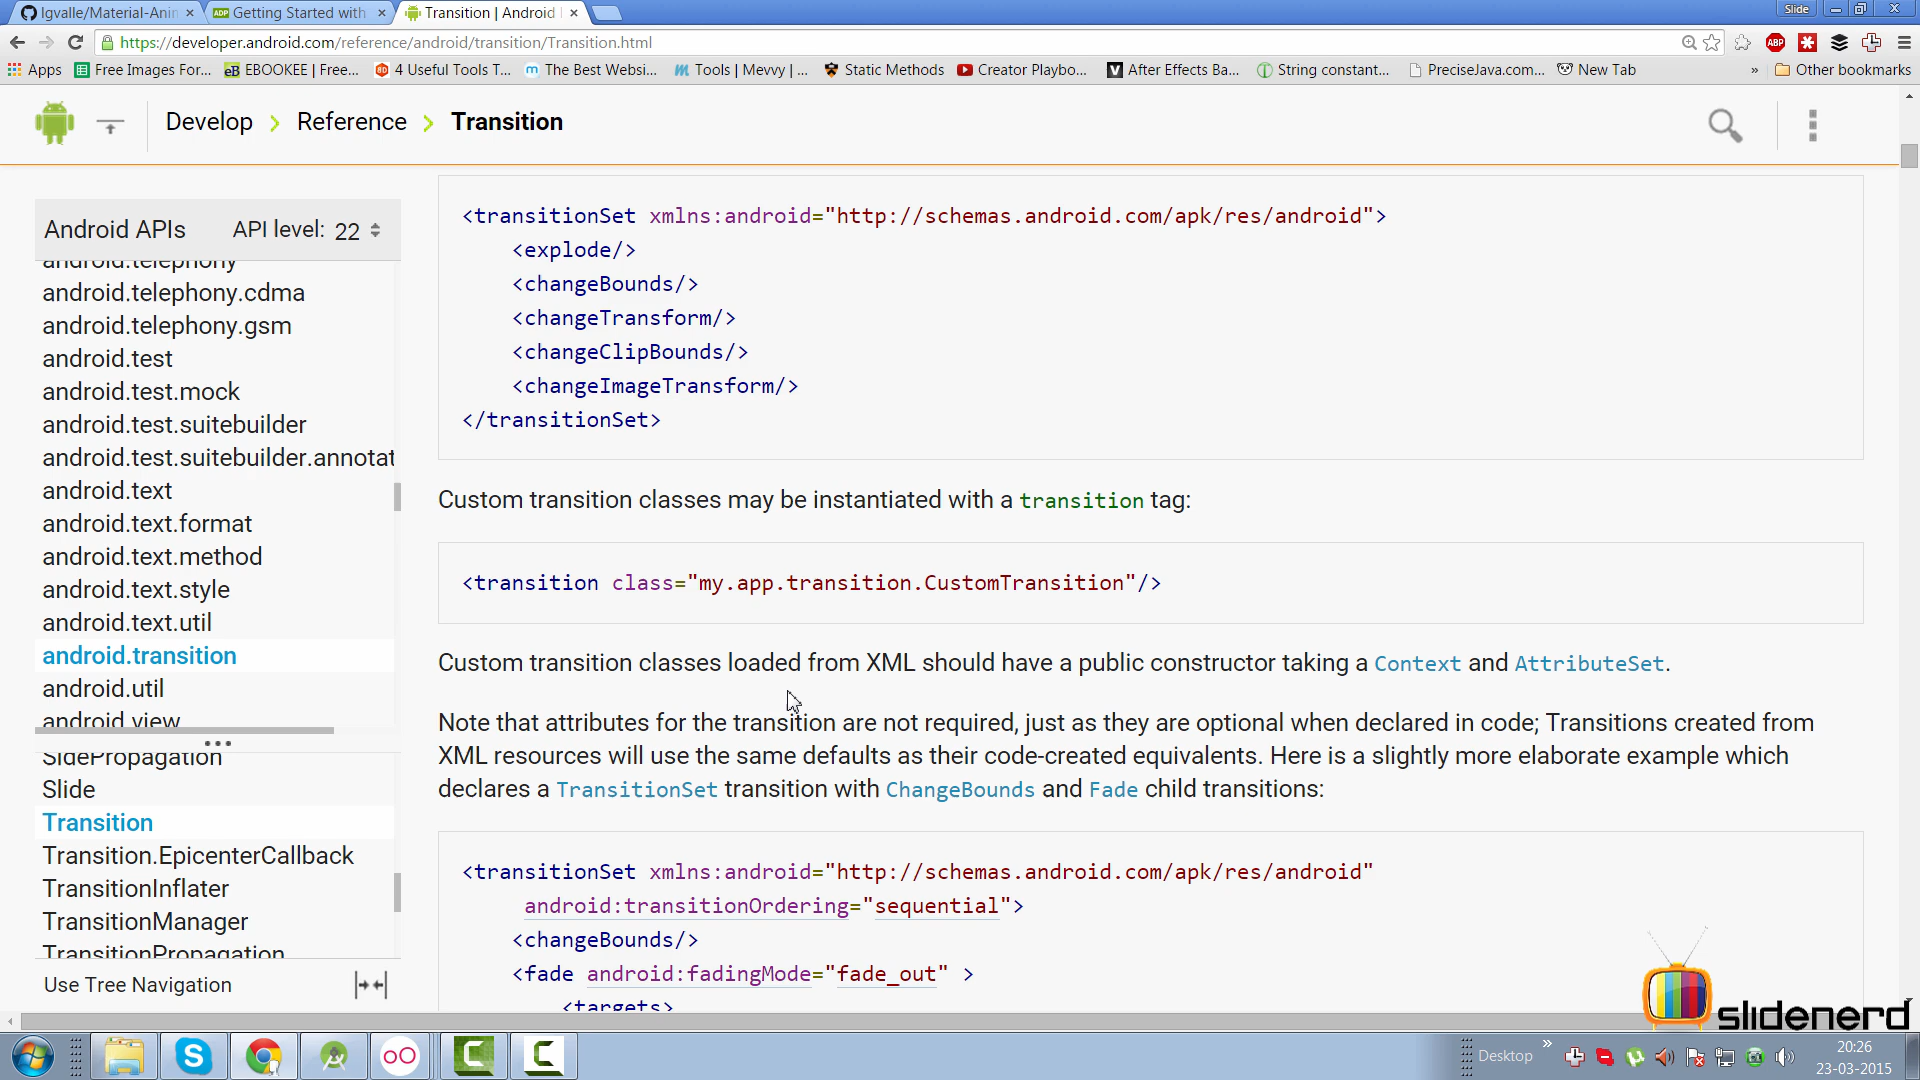 lgvalle/Material-Anin
Getting Started with
Transition | Android
Slide
https://developer.android.com/reference/android/transition/Transition.html
Apps
Free Images For...
EBOOKEE | Free...
4 Useful Tools T...
The Best Websi...
Tools | Mevvy | ...
Static Methods
Creator Playbo...
After Effects Ba...
String constant...
PreciseJava.com...
New Tab
»
Other bookmarks
Develop > Reference > Transition
Android APIs API level: 22
android.telephony
android.telephony.cdma
android.telephony.gsm
android.test
android.test.mock
android.test.suitebuilder
android.test.suitebuilder.annotat
android.text
android.text.format
android.text.method
android.text.style
android.text.util
android.transition
android.util
android.view
SidePropagation
Slide
Transition
Transition.EpicenterCallback
TransitionInflater
TransitionManager
TransitionPropagation
Use Tree Navigation
<transitionSet xmlns:android="http://schemas.android.com/apk/res/android">
<explode/>
<changeBounds/>
<changeTransform/>
<changeClipBounds/>
<changeImageTransform/>
</transitionSet>
Custom transition classes may be instantiated with a transition tag:
<transition class="my.app.transition.CustomTransition"/>
Custom transition classes loaded from XML should have a public constructor taking a Context and AttributeSet.
Note that attributes for the transition are not required, just as they are optional when declared in code; Transitions created from
XML resources will use the same defaults as their code-created equivalents. Here is a slightly more elaborate example which
declares a TransitionSet transition with ChangeBounds and Fade child transitions:
<transitionSet xmlns:android="http://schemas.android.com/apk/res/android"
android:transitionOrdering="sequential">
<changeBounds/>
<fade android:fadingMode="fade_out" >
<targets>
slidenerd
Desktop
»
20:26
23-03-2015